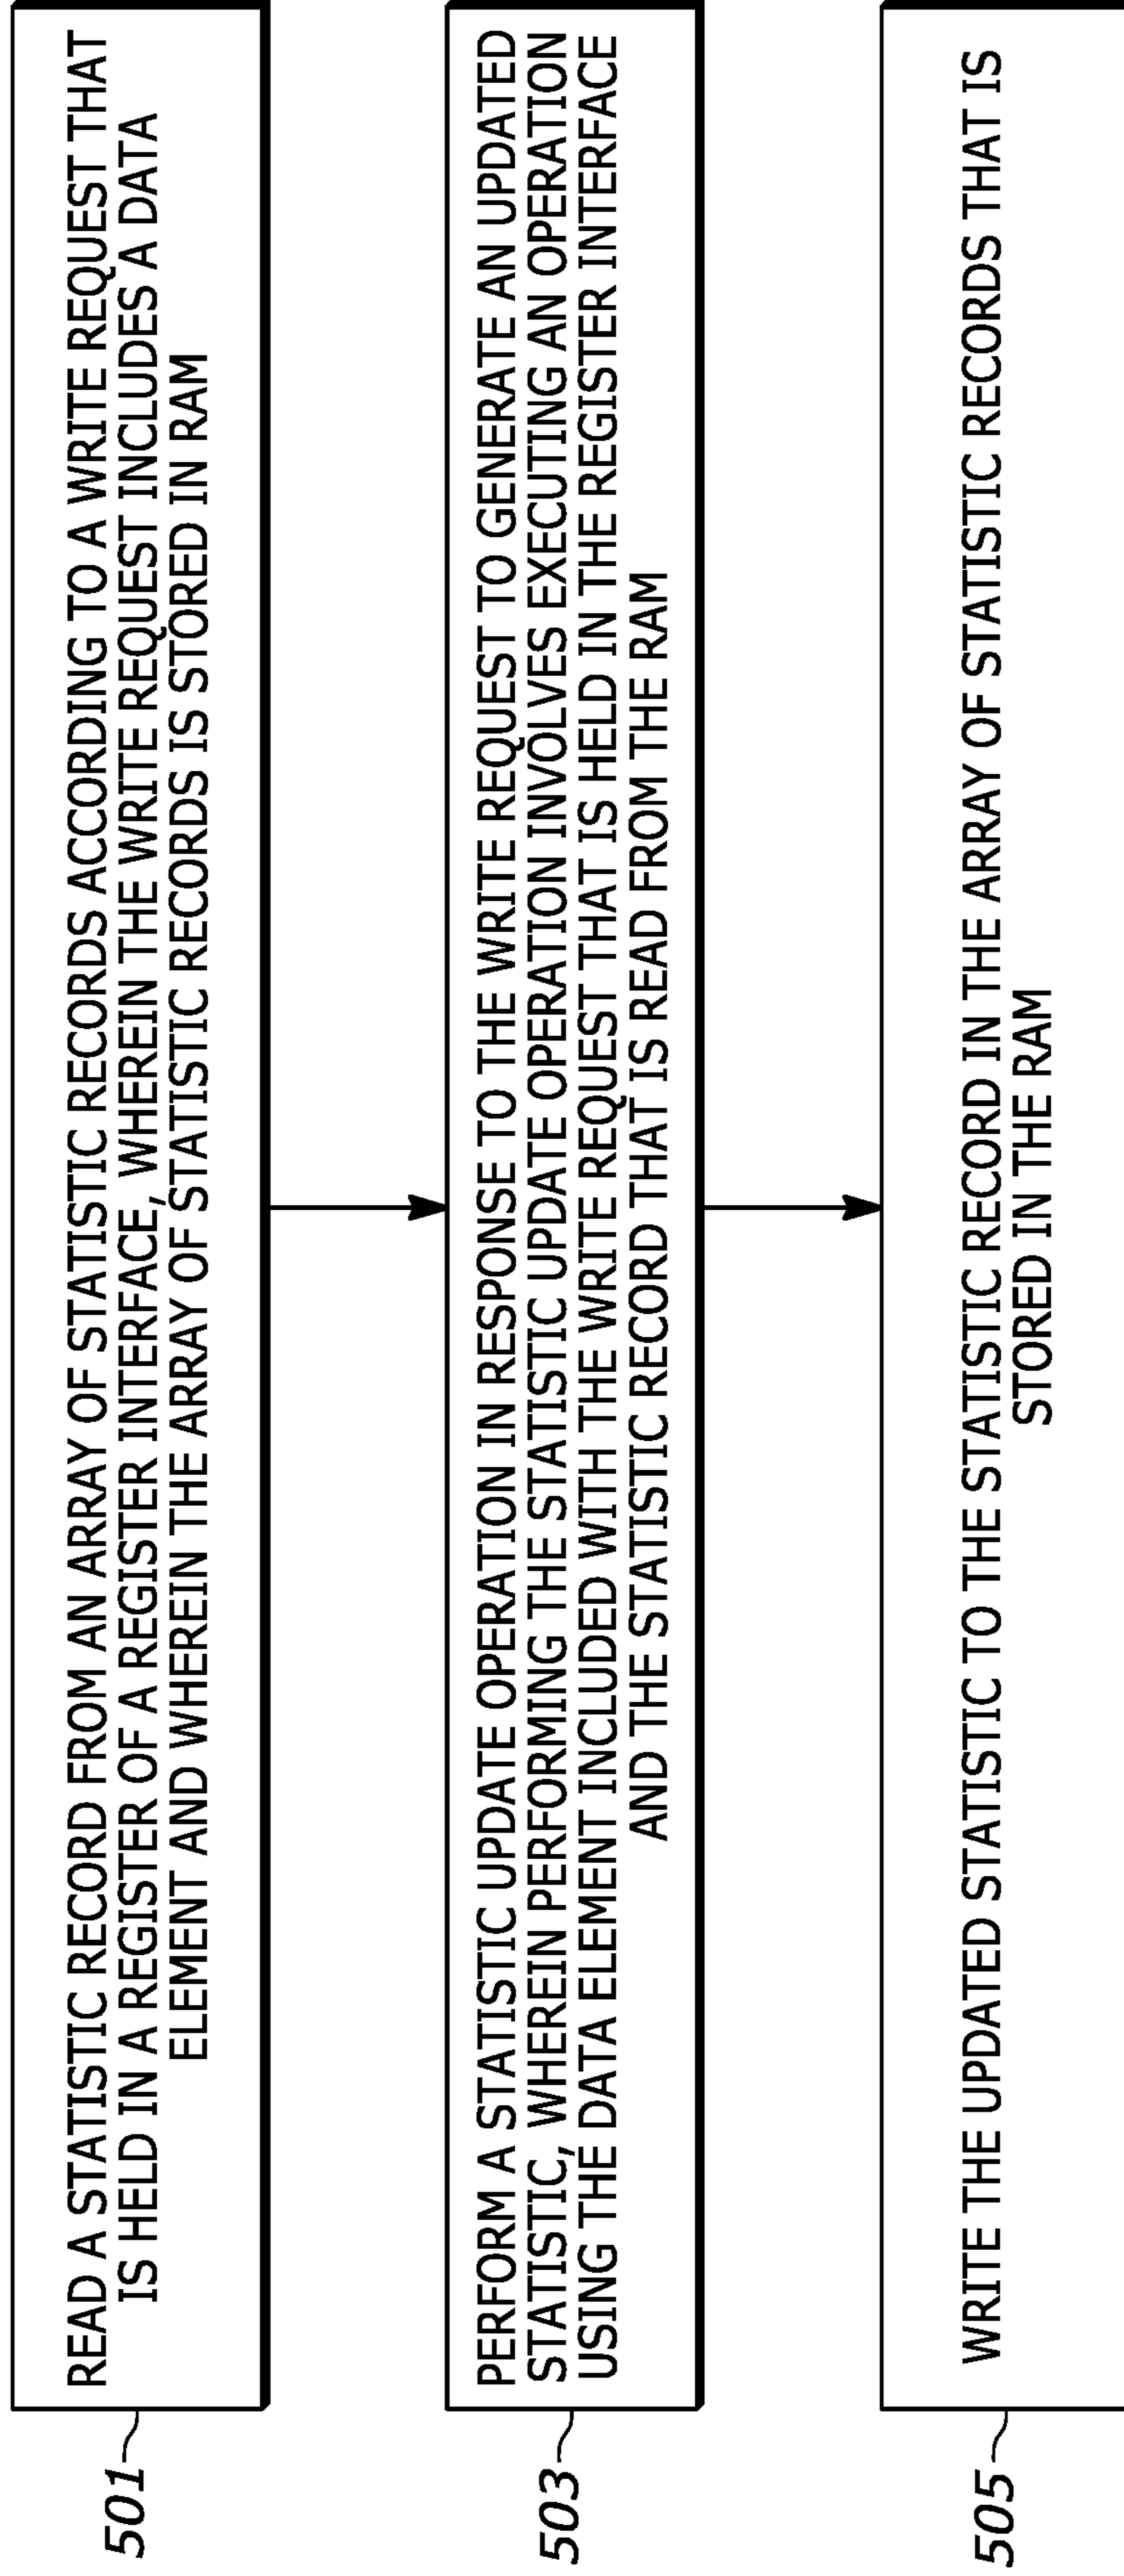 501
READ A STATISTIC RECORD FROM AN ARRAY OF STATISTIC RECORDS ACCORDING TO A WRITE REQUEST THAT
IS HELD IN A REGISTER OF A REGISTER INTERFACE, WHEREIN THE WRITE REQUEST INCLUDES A DATA
ELEMENT AND WHEREIN THE ARRAY OF STATISTIC RECORDS IS STORED IN RAM
503
PERFORM A STATISTIC UPDATE OPERATION IN RESPONSE TO THE WRITE REQUEST TO GENERATE AN UPDATED
STATISTIC, WHEREIN PERFORMING THE STATISTIC UPDATE OPERATION INVOLVES EXECUTING AN OPERATION
USING THE DATA ELEMENT INCLUDED WITH THE WRITE REQUEST THAT IS HELD IN THE REGISTER INTERFACE
AND THE STATISTIC RECORD THAT IS READ FROM THE RAM
505
WRITE THE UPDATED STATISTIC TO THE STATISTIC RECORD IN THE ARRAY OF STATISTIC RECORDS THAT IS
STORED IN THE RAM